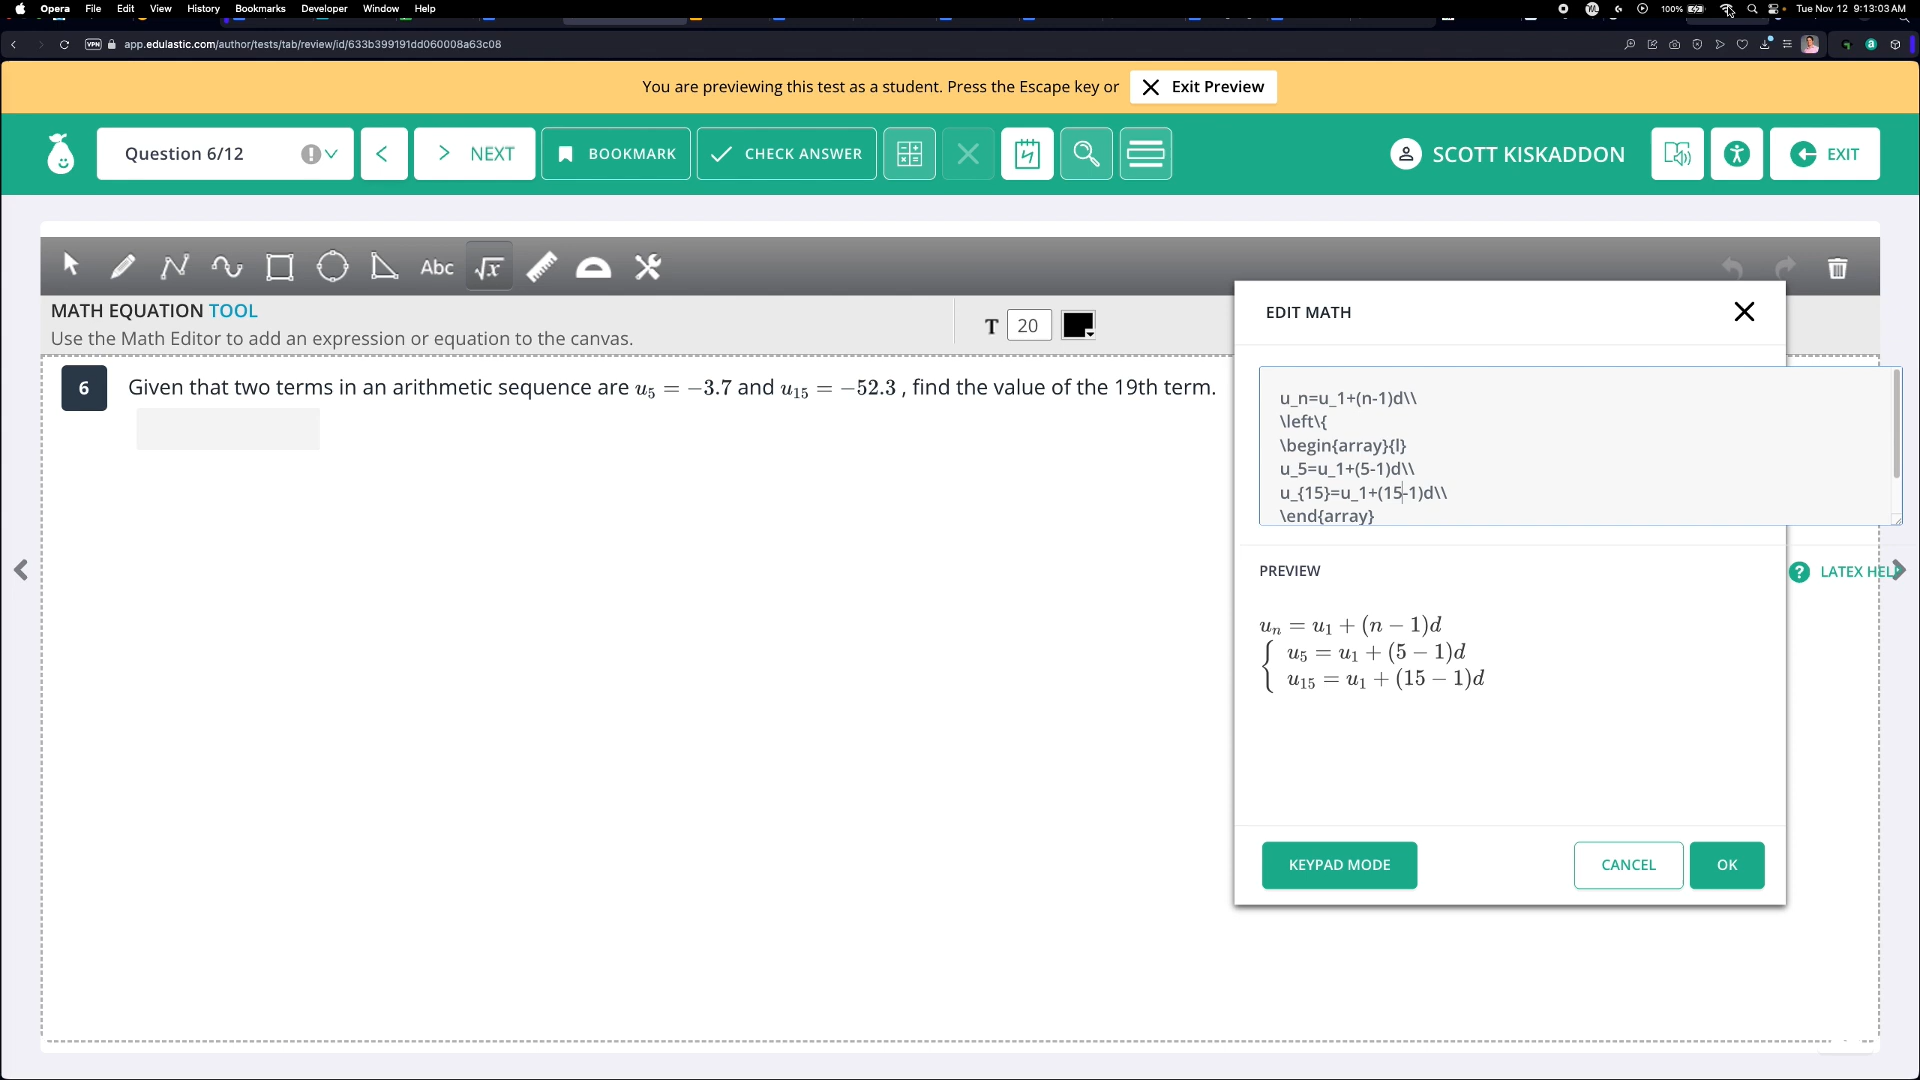 Opera File Edit View History Bookmarks Developer Window Help 100% Tue Nov 12 9:13:03 AM
VPN app.edulastic.com/author/tests/tab/review/id/633b399191dd060008a63c08
You are previewing this test as a student. Press the Escape key or Exit Preview
Question 6/12 NEXT BOOKMARK CHECK ANSWER SCOTT KISKADDON EXIT
Abc √x
MATH EQUATION TOOL
Use the Math Editor to add an expression or equation to the canvas.
T 20
6 Given that two terms in an arithmetic sequence are u₅ = −3.7 and u₁₅ = −52.3 , find the value of the 19th term.
EDIT MATH
u_n=u_1+(n-1)d\\
\left\{
\begin{array}{l}
u_5=u_1+(5-1)d\\
u_{15}=u_1+(15-1)d\\
\end{array}
PREVIEW
? LATEX HELP
uₙ = u₁ + (n − 1)d
u₅ = u₁ + (5 − 1)d
u₁₅ = u₁ + (15 − 1)d
KEYPAD MODE CANCEL OK